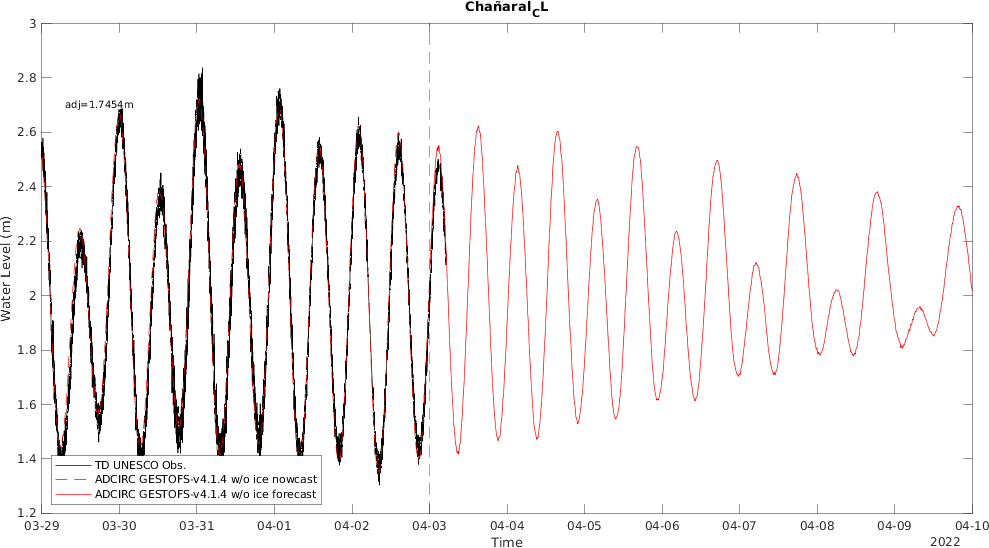 Chañaral_CL
3
2.8
adj=1.7454m
2.6
2.4
2.2
2
1.8
1.6
1.4
1.2
Water Level (m)
TD UNESCO Obs.
ADCIRC GESTOFS-v4.1.4 w/o ice nowcast
ADCIRC GESTOFS-v4.1.4 w/o ice forecast
03-29 03-30 03-31 04-01 04-02 04-03 04-04 04-05 04-06 04-07 04-08 04-09 04-10
Time
2022